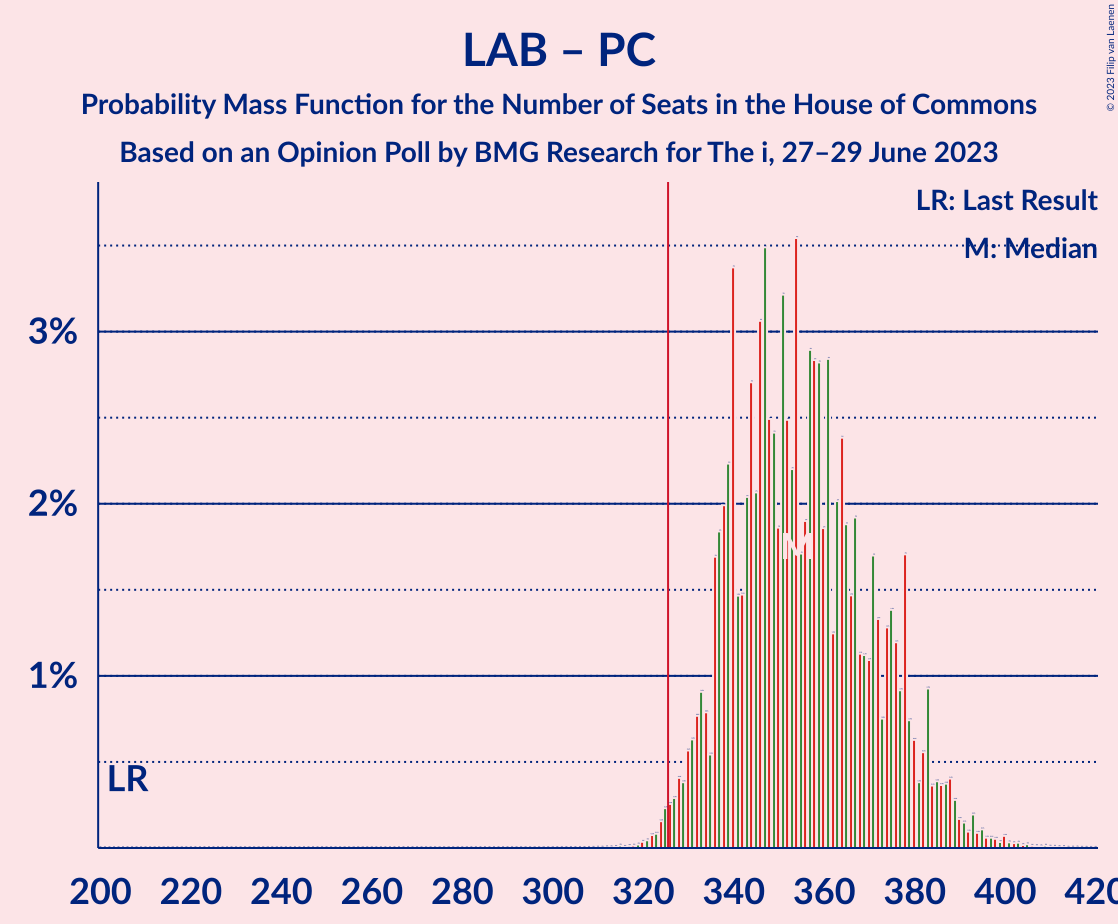 LAB – PC
Probability Mass Function for the Number of Seats in the House of Commons
Based on an Opinion Poll by BMG Research for The i, 27–29 June 2023
© 2023 Filip van Laenen
LR: Last Result
M: Median
3%
2%
1%
M
LR
200 220 240 260 280 300 320 340 360 380 400 420